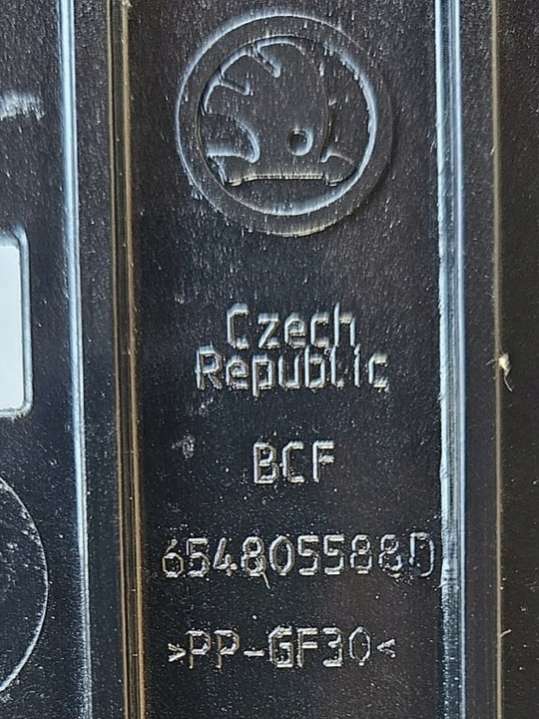 Czech
Republic
BCF
654805588D
>PP-GF30<